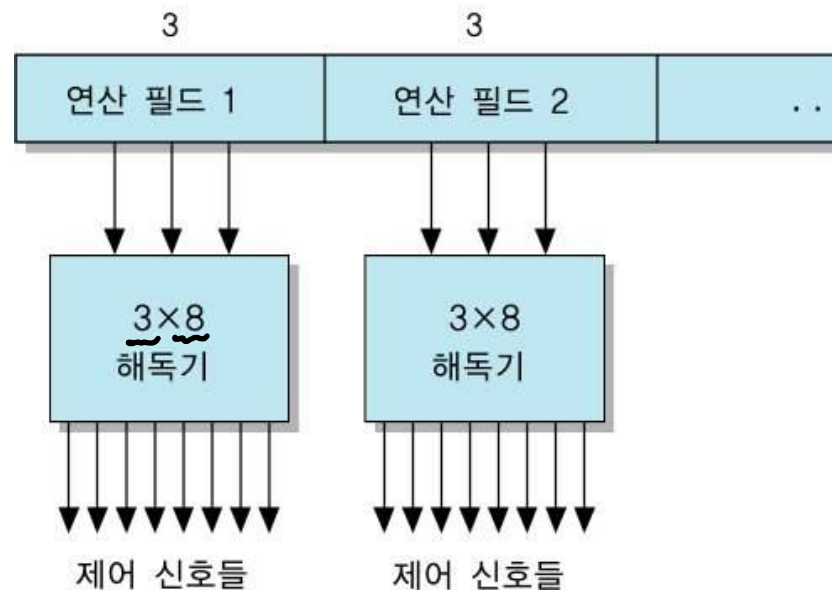 3 3
연산 필드 1 연산 필드 2 ..
3×8 3×8
해독기 해독기
제어 신호들 제어 신호들